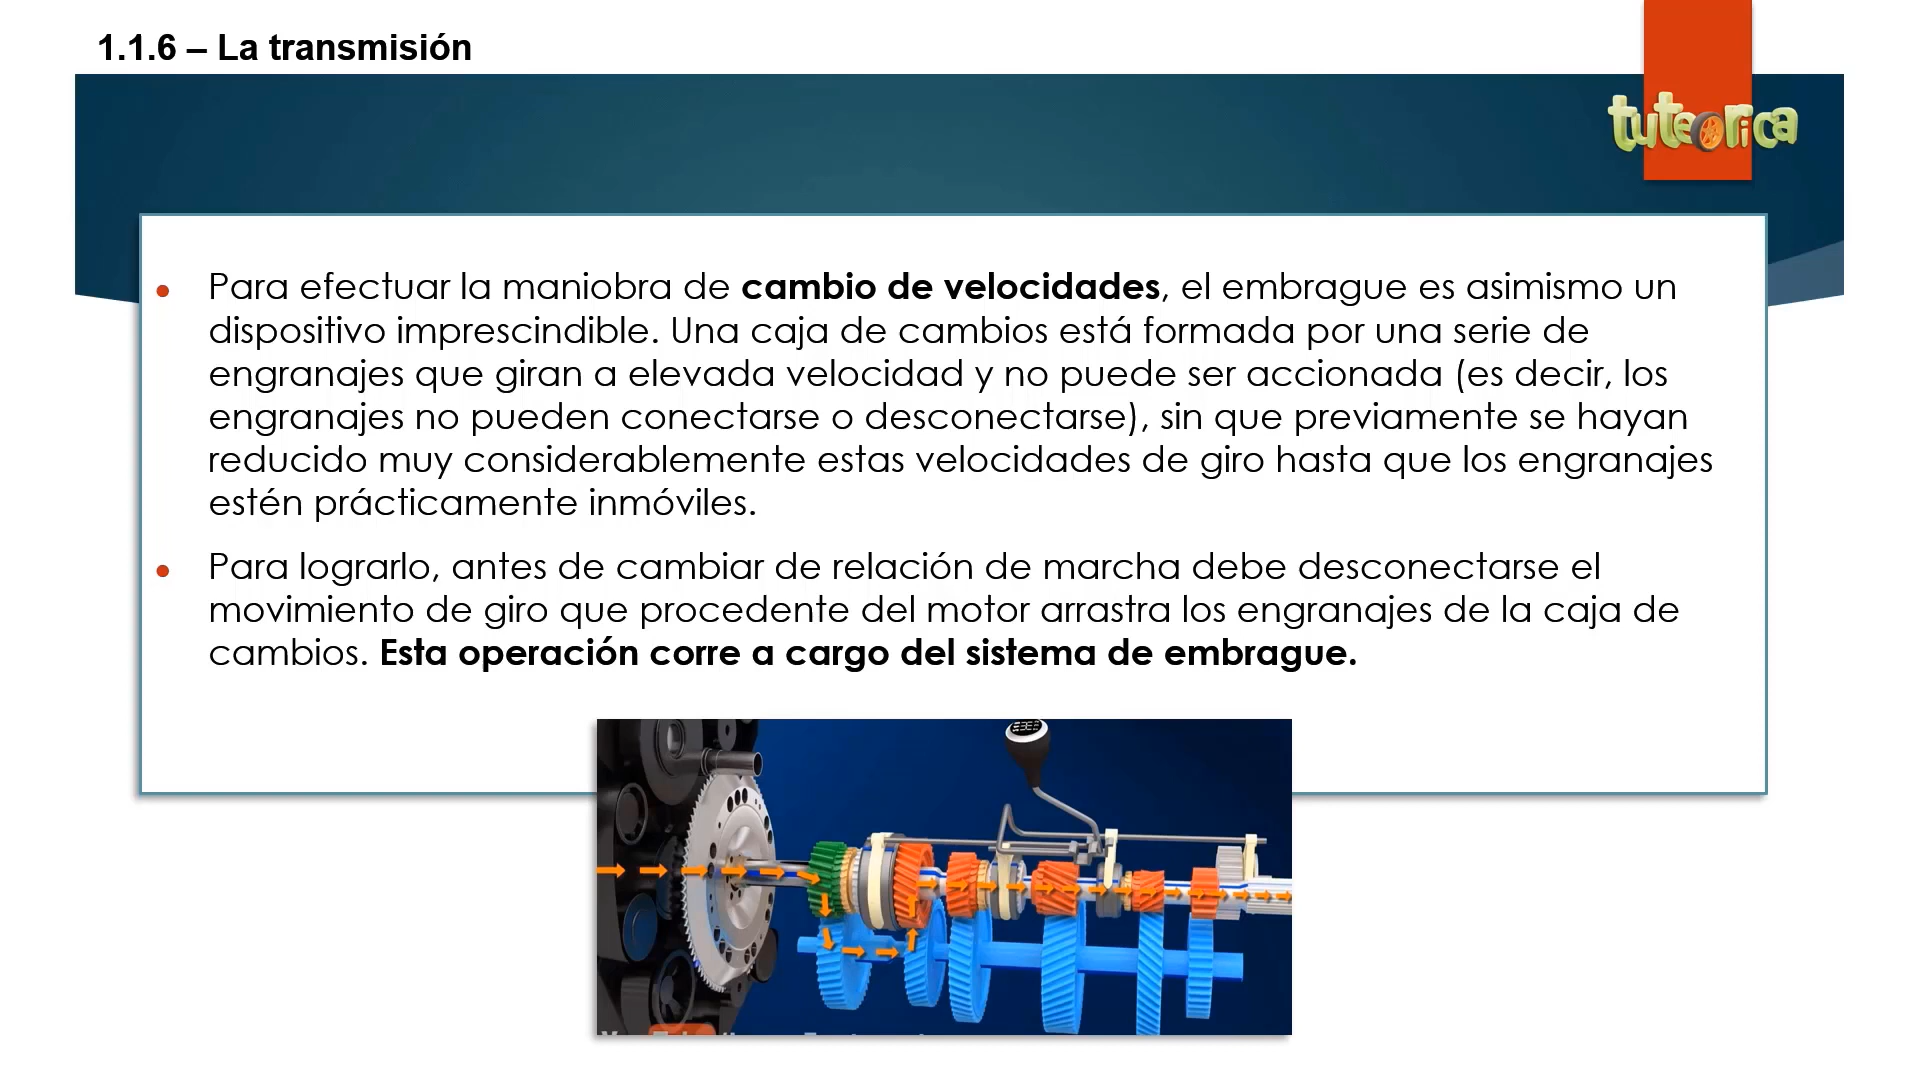 1.1.6 – La transmisión
tuteorica
Para efectuar la maniobra de cambio de velocidades, el embrague es asimismo un
dispositivo imprescindible. Una caja de cambios está formada por una serie de
engranajes que giran a elevada velocidad y no puede ser accionada (es decir, los
engranajes no pueden conectarse o desconectarse), sin que previamente se hayan
reducido muy considerablemente estas velocidades de giro hasta que los engranajes
estén prácticamente inmóviles.
Para lograrlo, antes de cambiar de relación de marcha debe desconectarse el
movimiento de giro que procedente del motor arrastra los engranajes de la caja de
cambios. Esta operación corre a cargo del sistema de embrague.